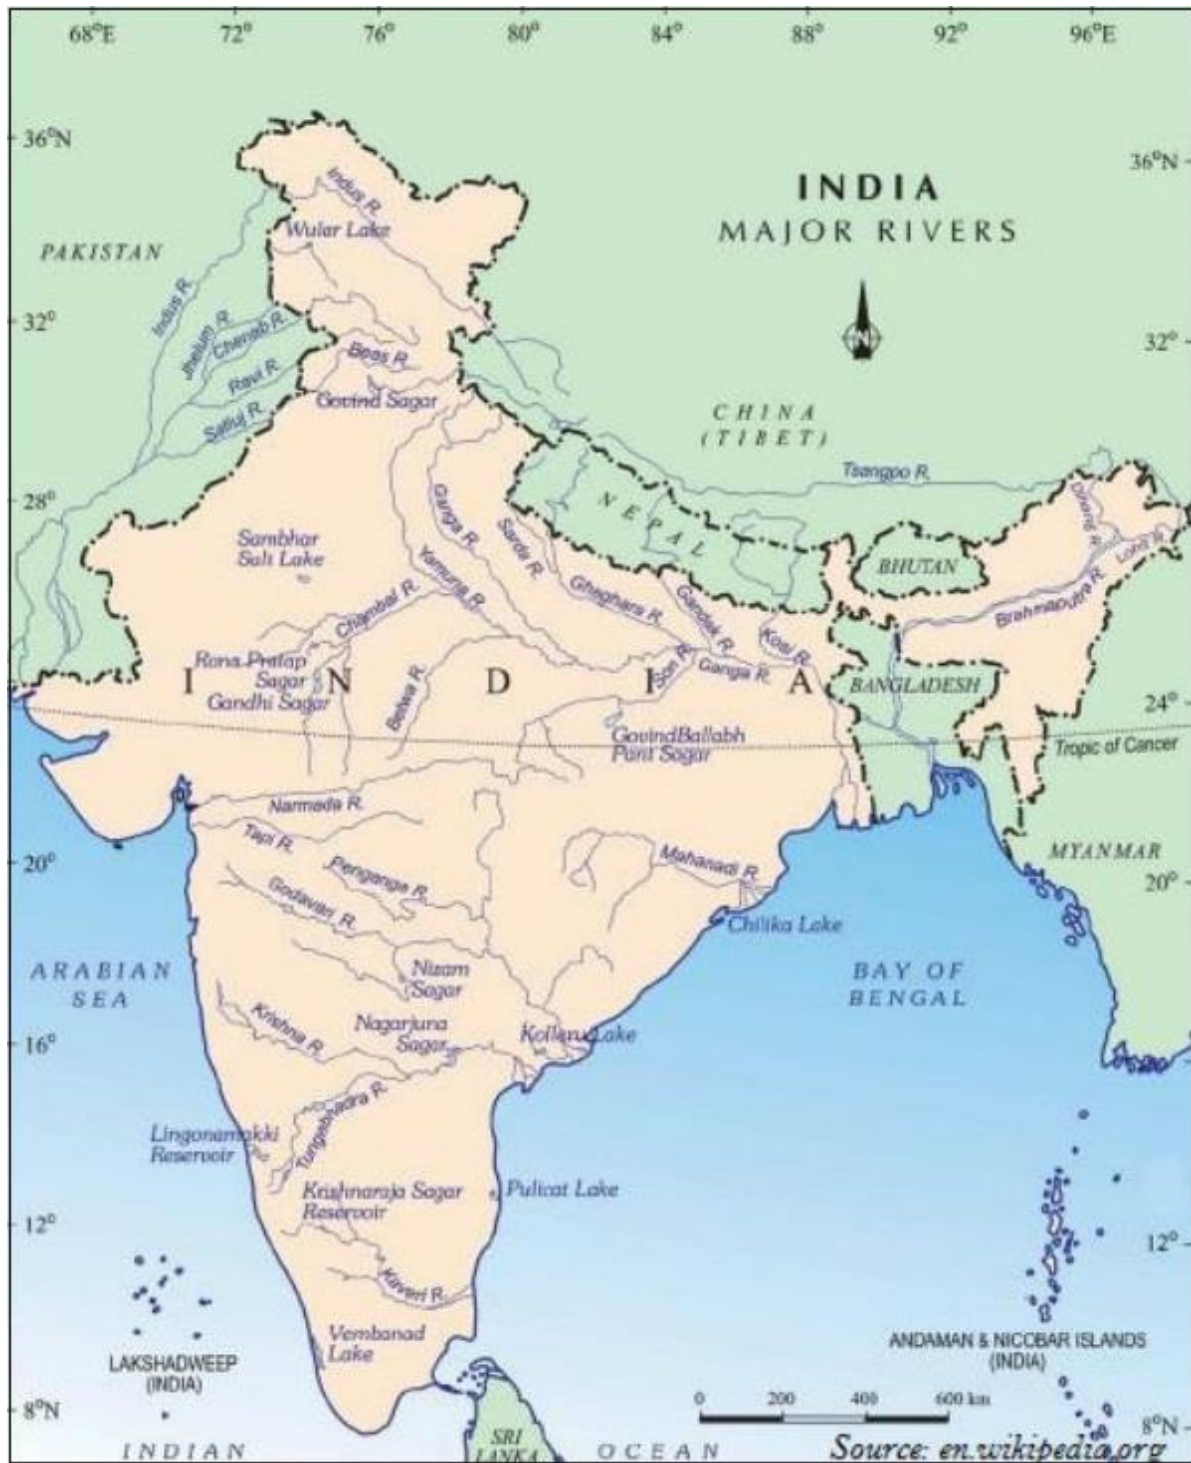 68°E 72° 76° 80° 84° 88° 92° 96°E
36°N
36°N
INDIA
MAJOR RIVERS
Indus R.
Wular Lake
PAKISTAN
Indus R.
Jhelum R.
Chenab R.
32°
32°
N
Beas R.
Ravi R.
Govind Sagar
Satluj R.
CHINA
(TIBET)
Tsangpo R.
28°
NEPAL
Dihang R.
Ganga R.
Sarda R.
Sambhar
Salt Lake
Yamuna R.
BHUTAN
Lohit R.
Ghaghara R.
Gandak R.
Brahmaputra R.
Chambal R.
Kosi R.
Rana Pratap
Sagar
Gandhi Sagar
Son R.
Ganga R.
INDIA
BANGLADESH
Betwa R.
24°
24°
Govind Ballabh
Pant Sagar
Tropic of Cancer
Narmada R.
Tapi R.
Penganga R.
Mahanadi R.
MYANMAR
20°
20°
Godavari R.
Chilika Lake
ARABIAN
SEA
Nizam
Sagar
BAY OF
BENGAL
Krishna R.
Nagarjuna
Sagar
Kolleru Lake
16°
Tungabhadra R.
Lingonamakki
Reservoir
Krishnaraja Sagar
Reservoir
Pulicat Lake
12°
12°
Kaveri R.
Vembanad
Lake
LAKSHADWEEP
(INDIA)
ANDAMAN & NICOBAR ISLANDS
(INDIA)
0 200 400 600 km
8°N
8°N
SRI
LANKA
INDIAN OCEAN
Source: en.wikipedia.org